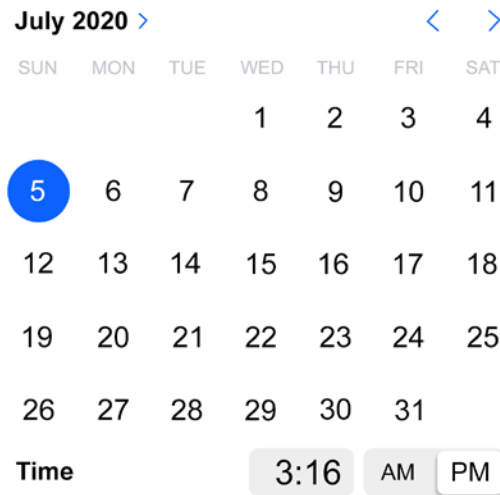 July 2020 >
SUN MON TUE WED THU FRI SAT
1 2 3 4
5 6 7 8 9 10 11
12 13 14 15 16 17 18
19 20 21 22 23 24 25
26 27 28 29 30 31
Time 3:16 AM PM